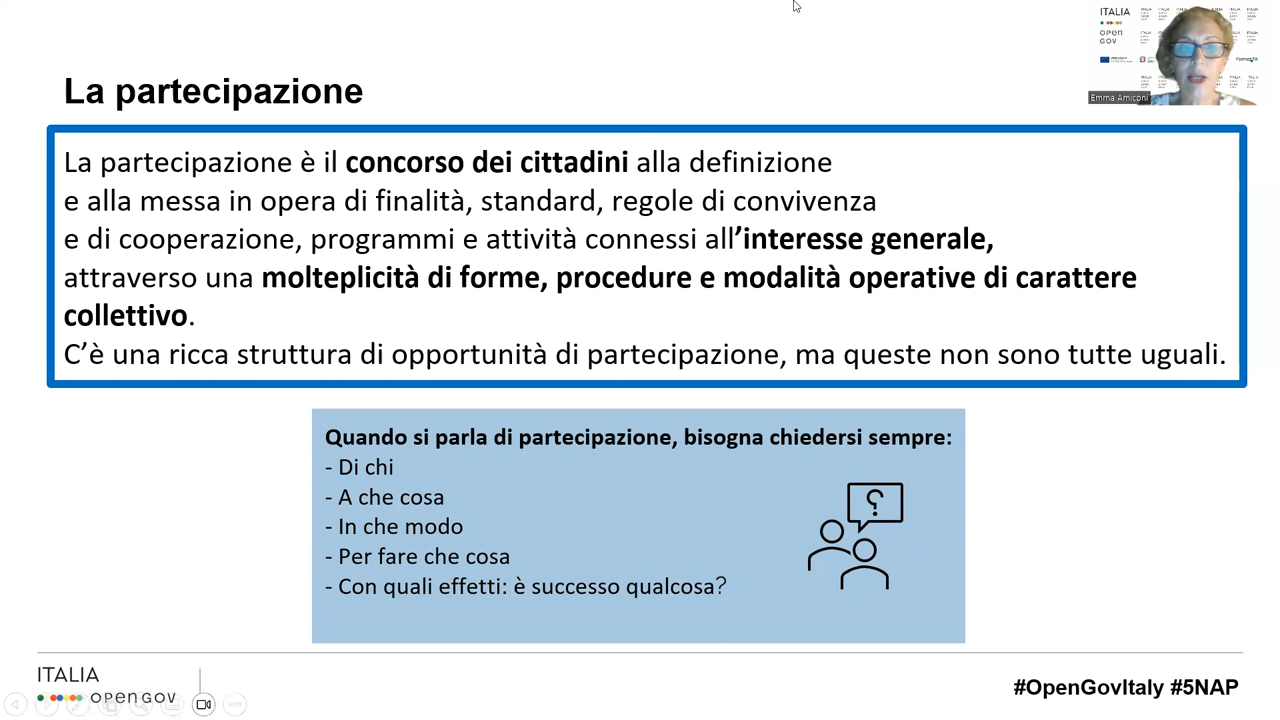 ITALIA
OPEN
GOV
Formez
Emma Amiconi
La partecipazione
La partecipazione è il concorso dei cittadini alla definizione
e alla messa in opera di finalità, standard, regole di convivenza
e di cooperazione, programmi e attività connessi all’interesse generale,
attraverso una molteplicità di forme, procedure e modalità operative di carattere
collettivo.
C’è una ricca struttura di opportunità di partecipazione, ma queste non sono tutte uguali.
Quando si parla di partecipazione, bisogna chiedersi sempre:
- Di chi
- A che cosa
- In che modo
- Per fare che cosa
- Con quali effetti: è successo qualcosa?
ITALIA
OPEN GOV
#OpenGovItaly #5NAP